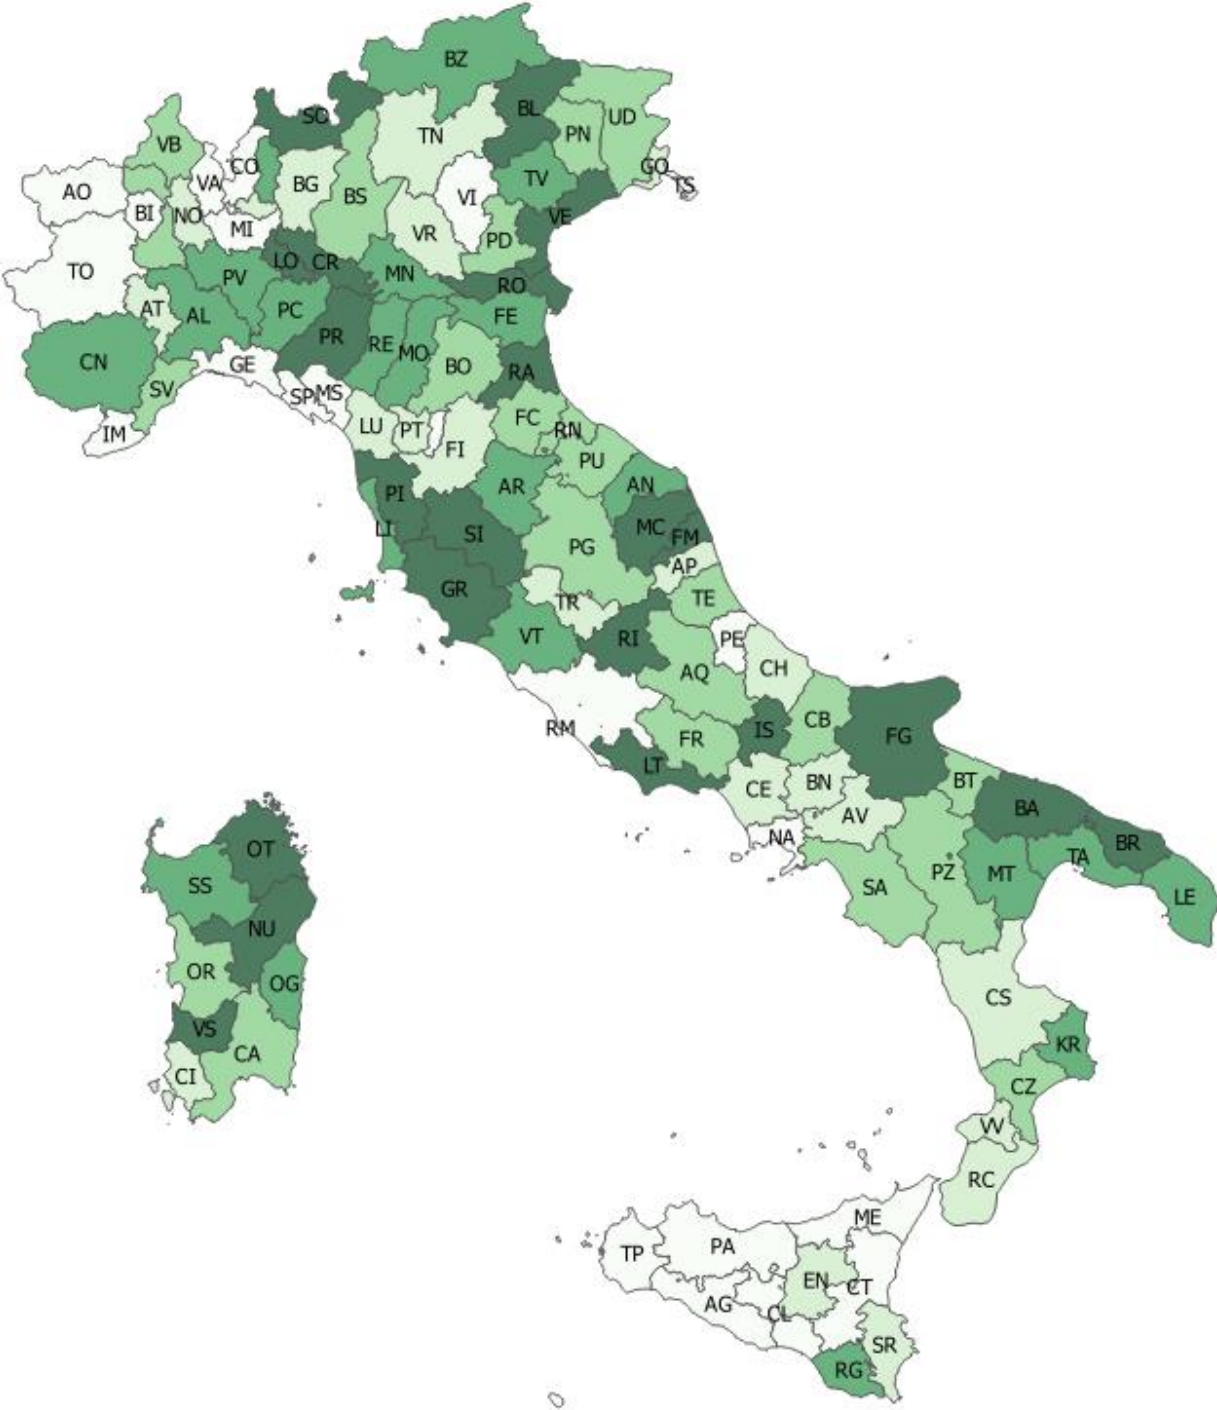 BZ
SO
BL
UD
PN
TN
VB
CO
GO
TS
AO
VA
BG
BS
VI
TV
BI
NO
MI
VE
VR
PD
TO
LO
CR
PV
MN
RO
AT
AL
PC
FE
CN
PR
RE
MO
BO
RA
GE
SV
SP
MS
IM
LU
PT
FI
FC
RN
PU
PI
AR
AN
LI
SI
MC
FM
PG
AP
GR
TR
TE
VT
RI
PE
AQ
CH
RM
FR
IS
CB
FG
LT
CE
BN
BT
AV
BA
NA
BR
OT
SS
SA
PZ
MT
TA
LE
NU
OR
OG
CS
VS
CA
CI
KR
CZ
VV
RC
ME
TP
PA
EN
CT
AG
CL
SR
RG